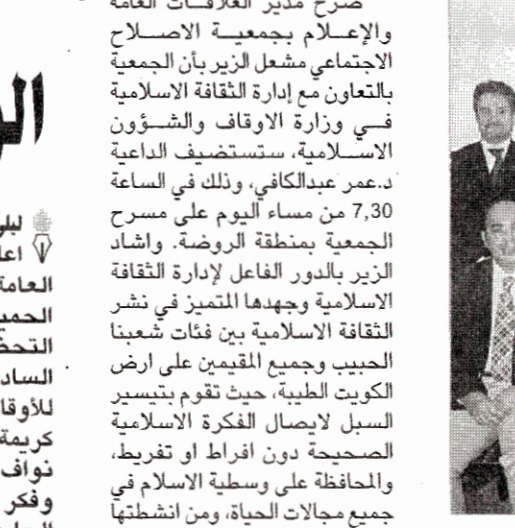 صرح مدير العلاقات العامة
والإعلام بجمعية الاصلاح
الاجتماعي مشعل الزير بأن الجمعية
بالتعاون مع إدارة الثقافة الاسلامية
في وزارة الاوقاف والشؤون
الاسلامية، ستستضيف الداعية
د.عمر عبدالكافي، وذلك في الساعة
7,30 من مساء اليوم على مسرح
الجمعية بمنطقة الروضة. واشاد
الزير بالدور الفاعل لإدارة الثقافة
الاسلامية وجهدها المتميز في نشر
الثقافة الاسلامية بين فئات شعبنا
الحبيب وجميع المقيمين على ارض
الكويت الطيبة، حيث تقوم بتيسير
السبل لايصال الفكرة الاسلامية
الصحيحة دون افراط او تفريط،
والمحافظة على وسطية الاسلام في
جميع مجالات الحياة، ومن انشطتها
العامة
للأوقا
كريمة
نواف
وفكر